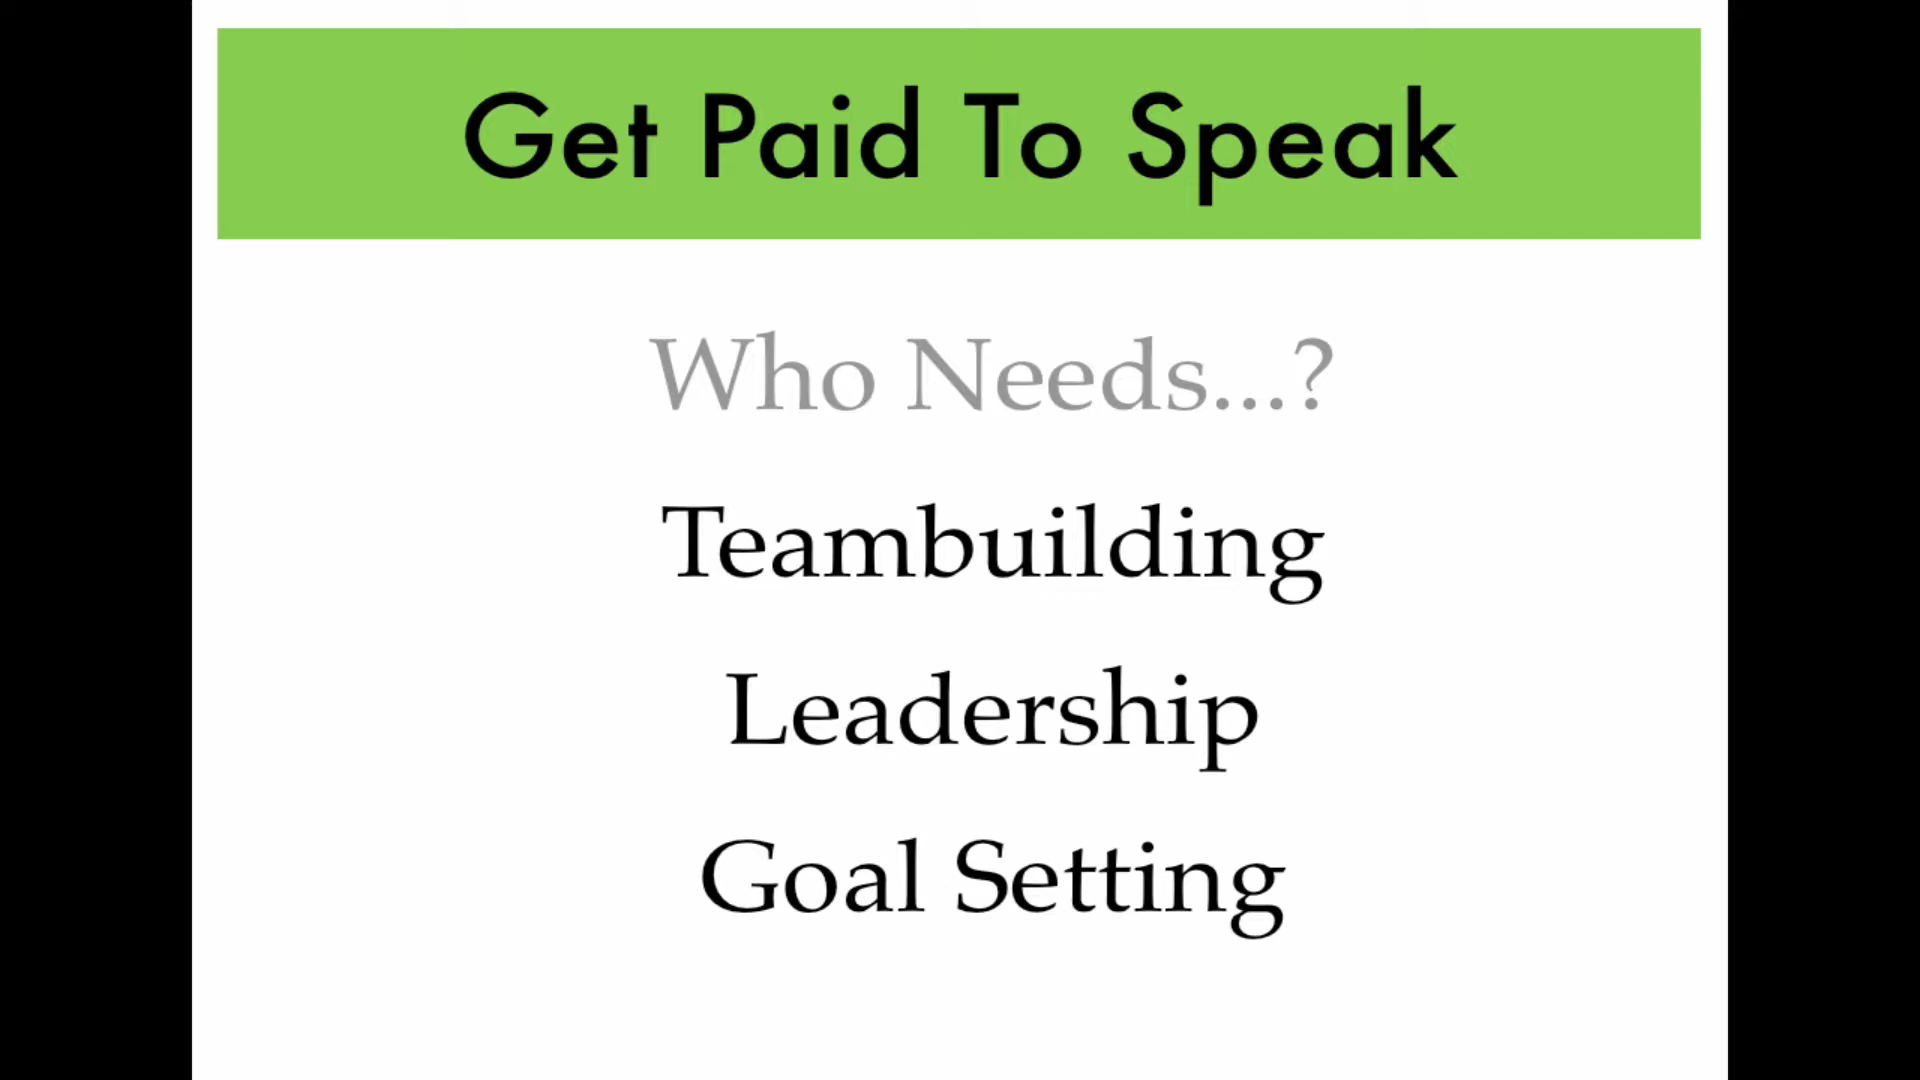 Get Paid To Speak
Who Needs...?
Teambuilding
Leadership
Goal Setting